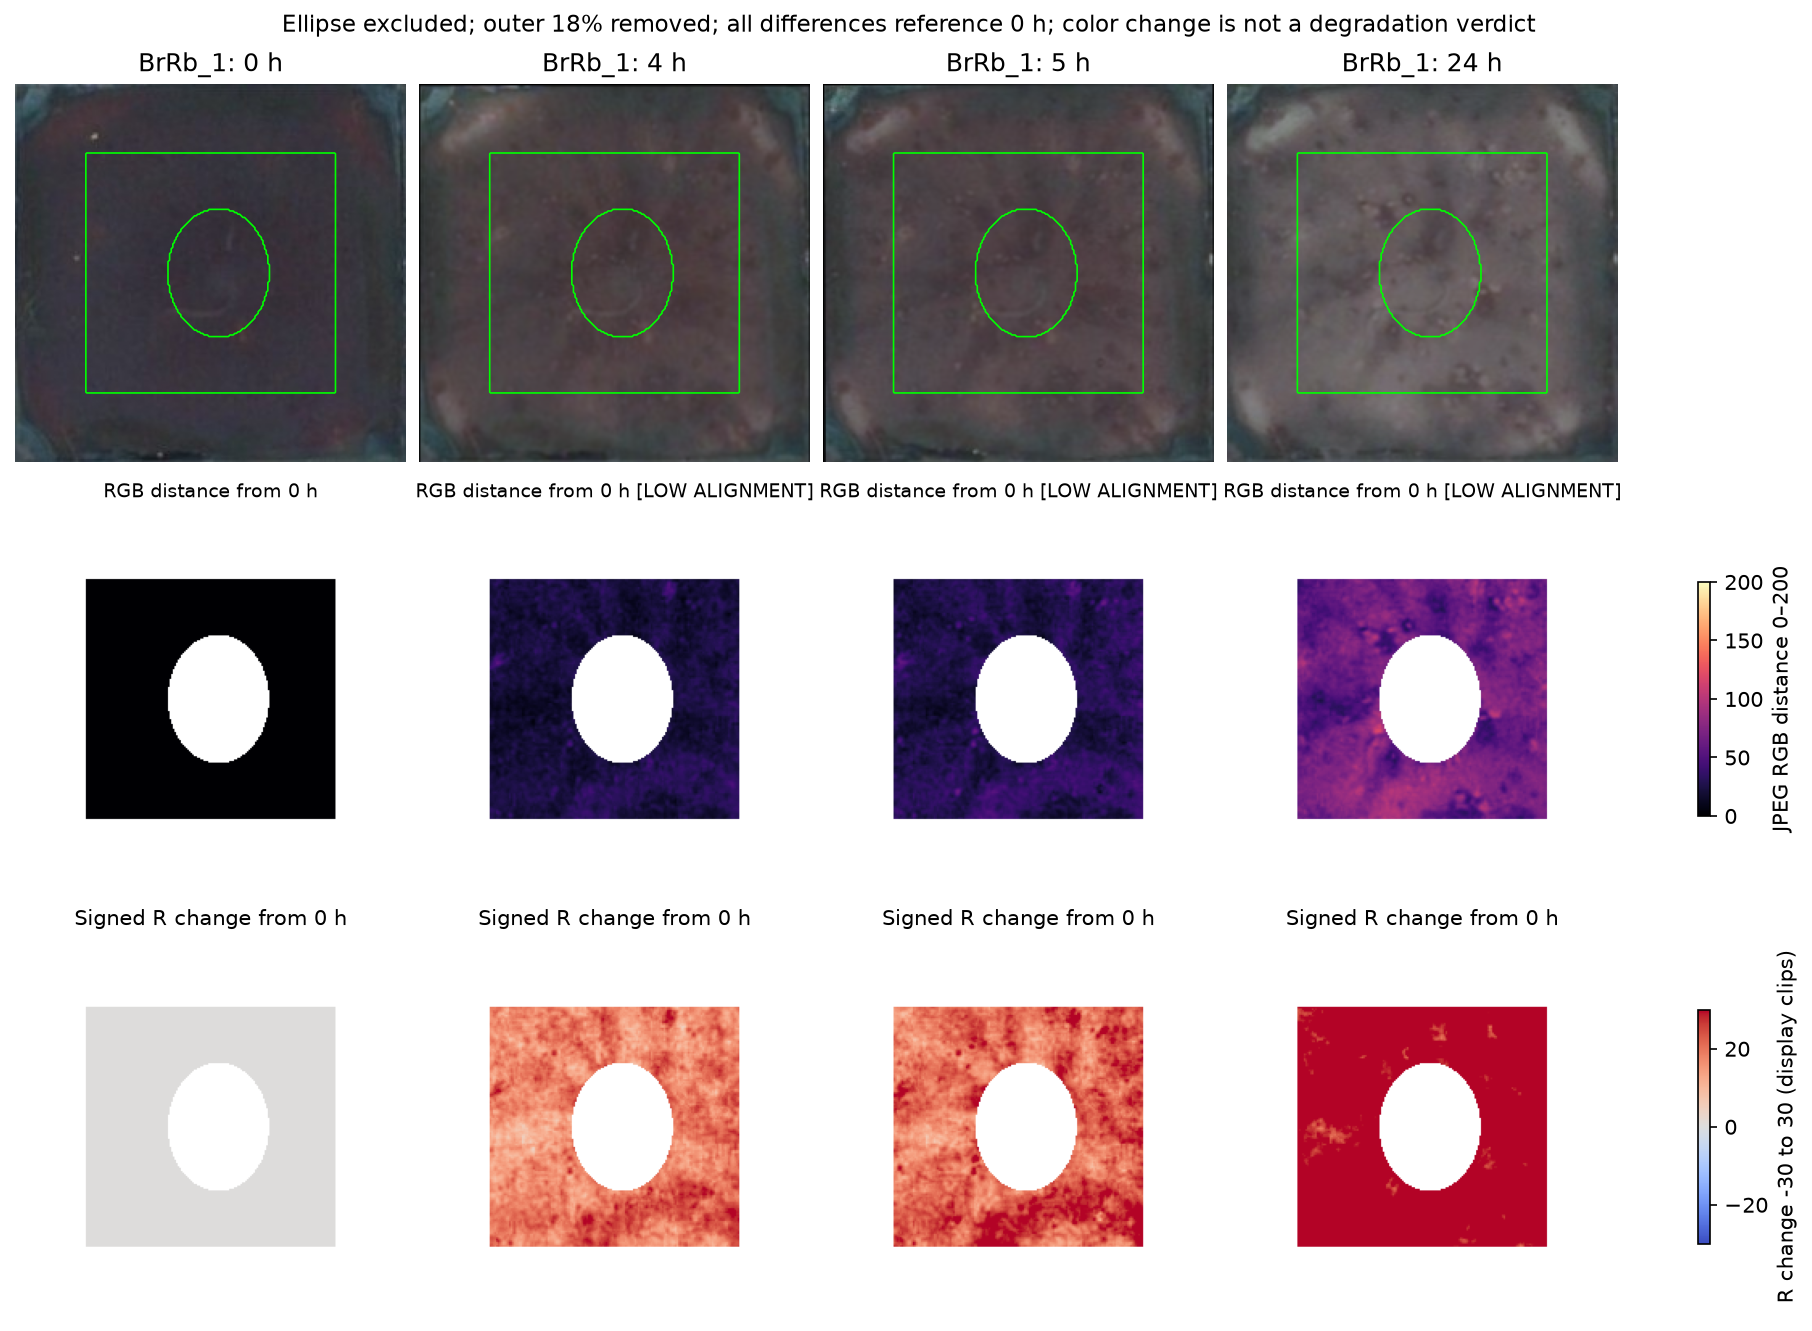 Ellipse excluded; outer 18% removed; all differences reference 0 h; color change is not a degradation verdict
BrRb_1: 0 h
BrRb_1: 4 h
BrRb_1: 5 h
BrRb_1: 24 h
RGB distance from 0 h
RGB distance from 0 h [LOW ALIGNMENT]
RGB distance from 0 h [LOW ALIGNMENT]
RGB distance from 0 h [LOW ALIGNMENT]
200
150
100
50
0
JPEG RGB distance 0–200
Signed R change from 0 h
Signed R change from 0 h
Signed R change from 0 h
Signed R change from 0 h
20
0
−20
R change -30 to 30 (display clips)